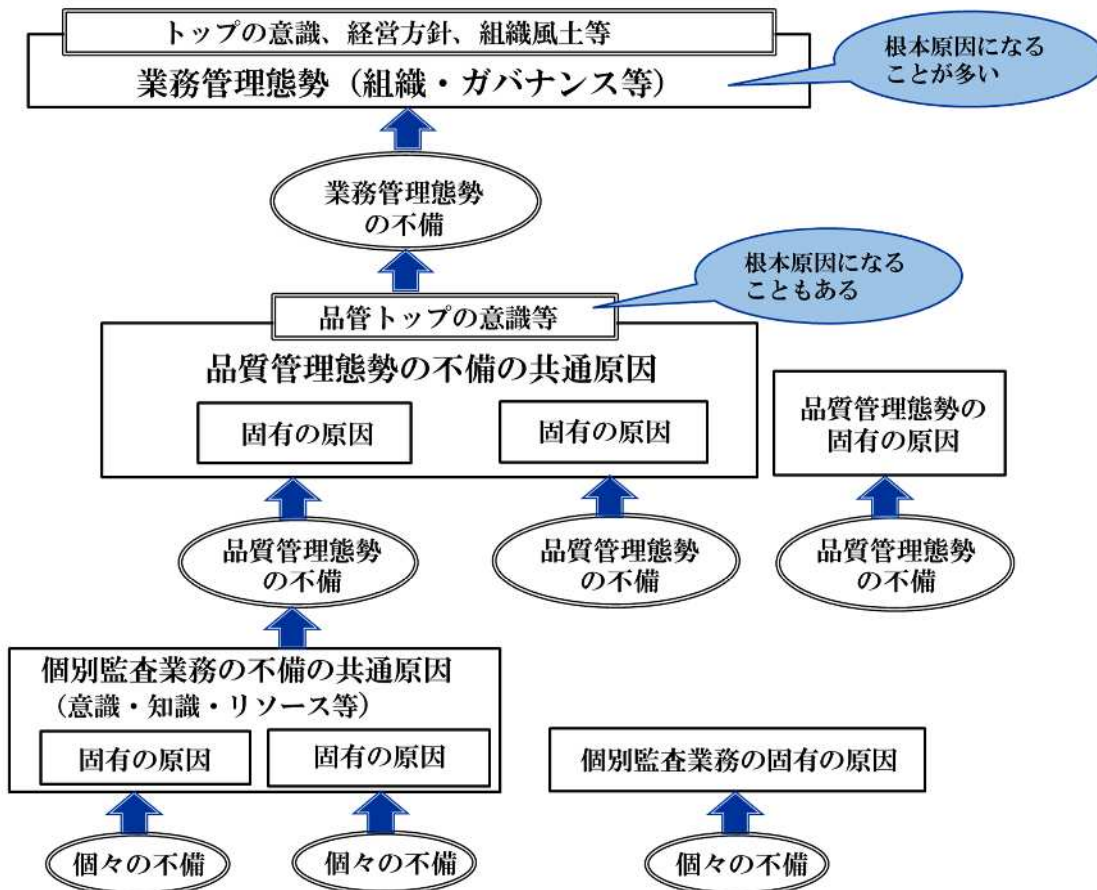 トップの意識、経営方針、組織風土等
業務管理態勢（組織・ガバナンス等）
根本原因になる
ことが多い
業務管理態勢
の不備
根本原因になる
こともある
品管トップの意識等
品質管理態勢の不備の共通原因
固有の原因
固有の原因
品質管理態勢の
固有の原因
品質管理態勢
の不備
品質管理態勢
の不備
品質管理態勢
の不備
個別監査業務の不備の共通原因
（意識・知識・リソース等）
固有の原因
固有の原因
個別監査業務の固有の原因
個々の不備
個々の不備
個々の不備